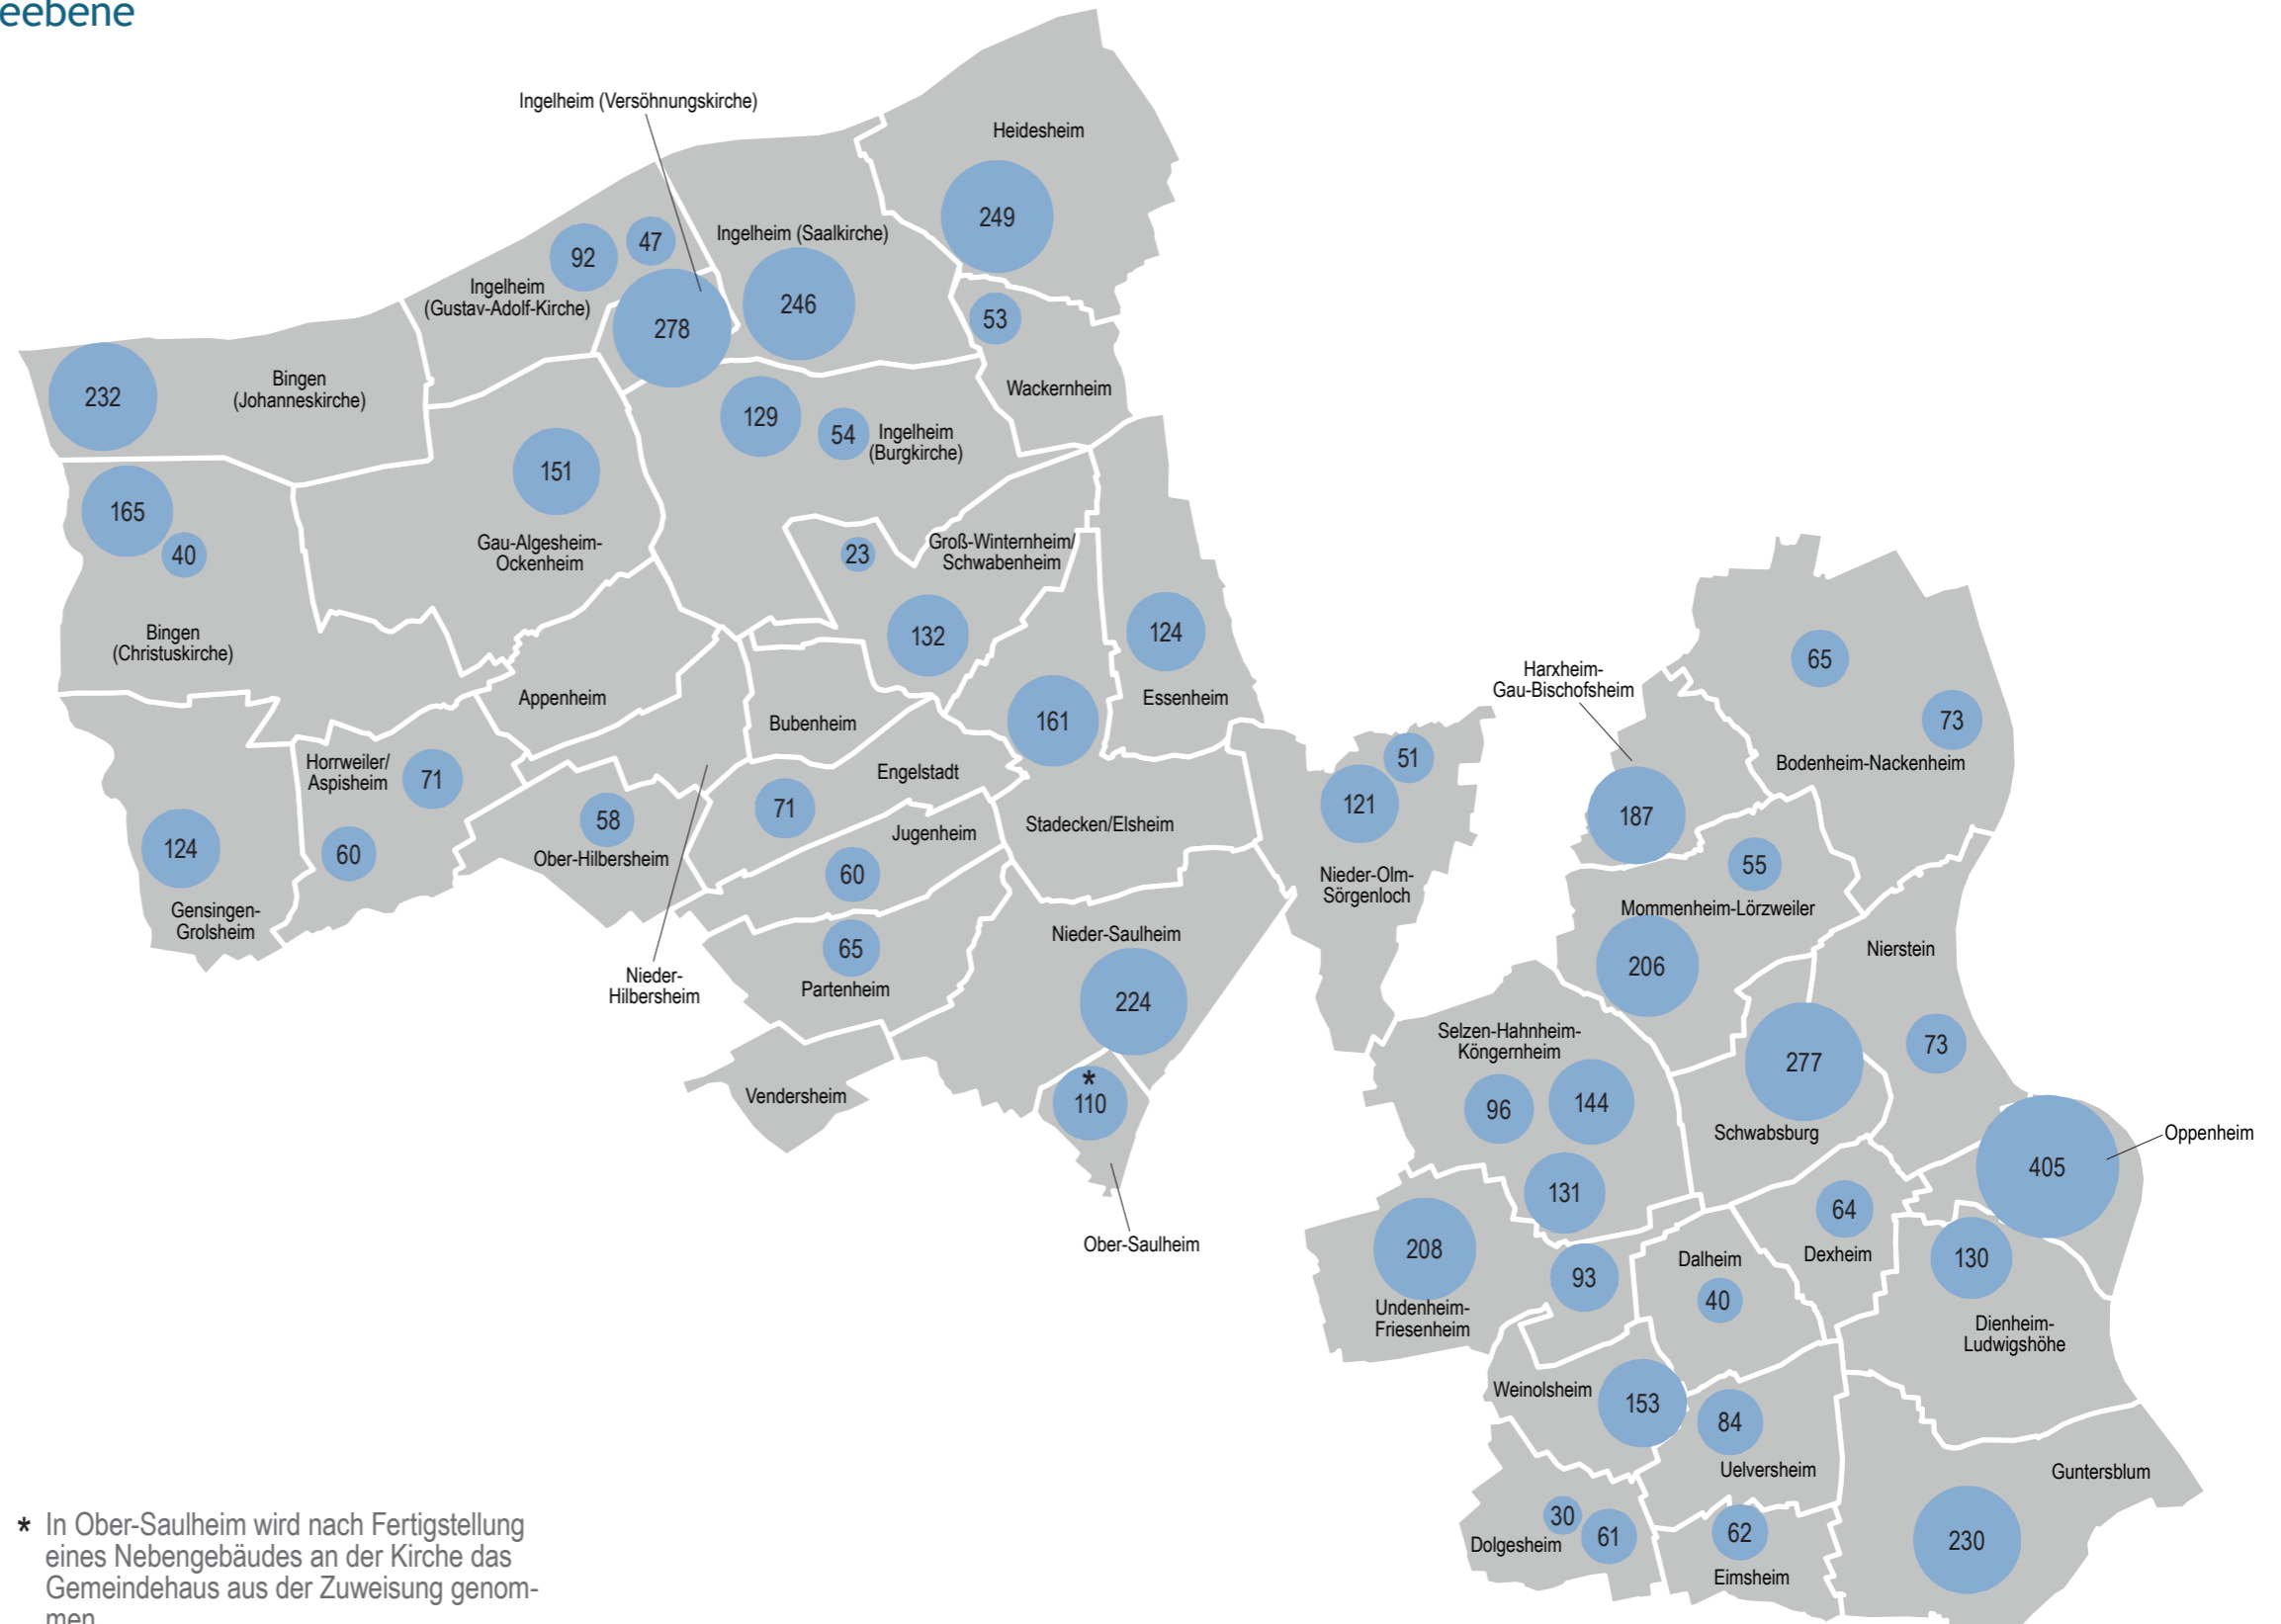 eebene
Ingelheim (Versöhnungskirche)
Heidesheim
249
Ingelheim (Saalkirche)
246
92
47
Ingelheim
(Gustav-Adolf-Kirche)
278
53
Wackernheim
232
Bingen
(Johanneskirche)
129
54
Ingelheim
(Burgkirche)
151
Gau-Algesheim-
Ockenheim
165
40
Bingen
(Christuskirche)
23
Groß-Winternheim/
Schwabenheim
132
124
Essenheim
Appenheim
Bubenheim
161
Stadecken/Elsheim
Horrweiler/
Aspisheim
71
60
124
Gensingen-
Grolsheim
58
Ober-Hilbersheim
71
Engelstadt
Jugenheim
60
65
Partenheim
Nieder-
Hilbersheim
Nieder-Saulheim
224
Vendersheim
*
110
Ober-Saulheim
51
121
Nieder-Olm-
Sörgenloch
Harxheim-
Gau-Bischofsheim
187
65
73
Bodenheim-Nackenheim
55
Mommenheim-Lörzweiler
206
Nierstein
73
Selzen-Hahnheim-
Köngernheim
96
144
131
277
Schwabsburg
405
Oppenheim
208
Undenheim-
Friesenheim
93
Dalheim
40
64
Dexheim
130
Dienheim-
Ludwigshöhe
Weinolsheim
153
84
Uelversheim
Guntersblum
230
30
61
Dolgesheim
62
Eimsheim
* In Ober-Saulheim wird nach Fertigstellung
eines Nebengebäudes an der Kirche das
Gemeindehaus aus der Zuweisung genom-
men